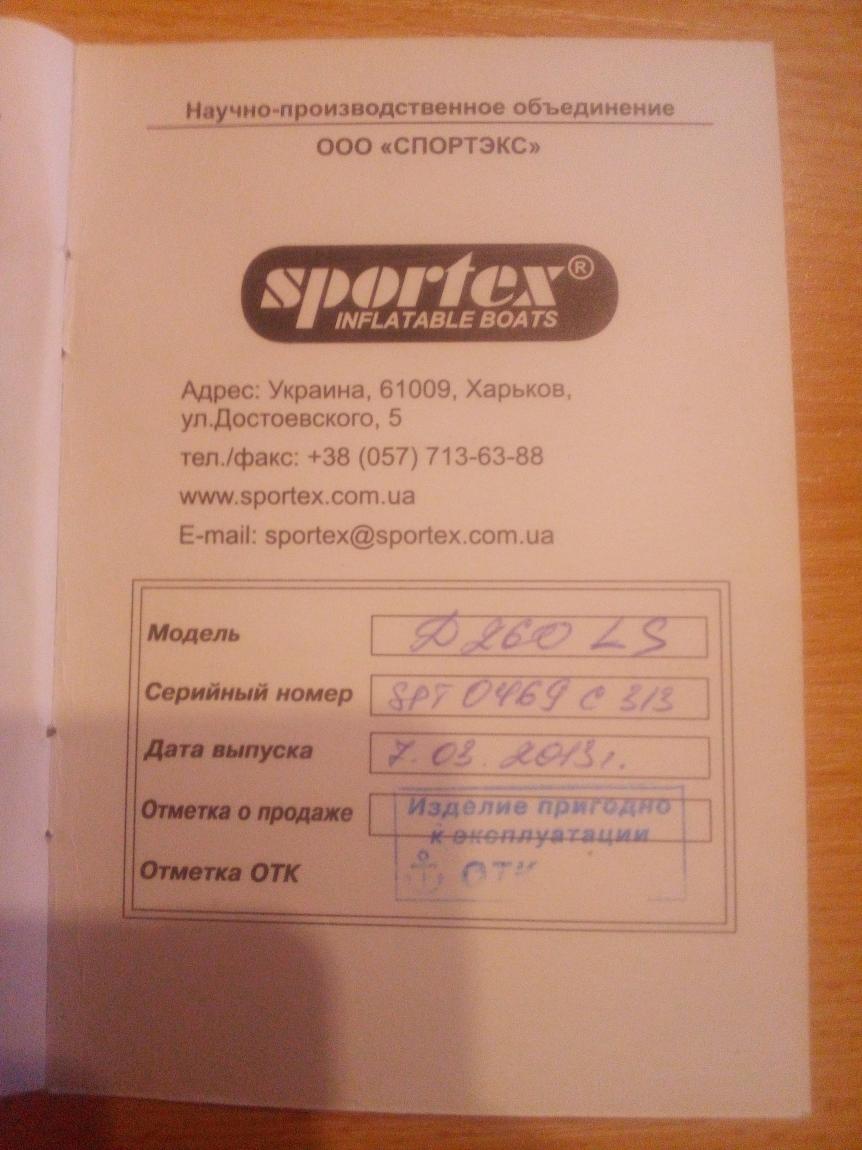 Научно-производственное объединение
ООО «СПОРТЭКС»
sportex®
INFLATABLE BOATS
Адрес: Украина, 61009, Харьков,
ул.Достоевского, 5
тел./факс: +38 (057) 713-63-88
www.sportex.com.ua
E-mail: sportex@sportex.com.ua
Модель Д 260 LS
Серийный номер SPT 0469 C 313
Дата выпуска 7.03.2013г.
Отметка о продаже
Изделие пригодно
к эксплуатации
Отметка ОТК
ОТК